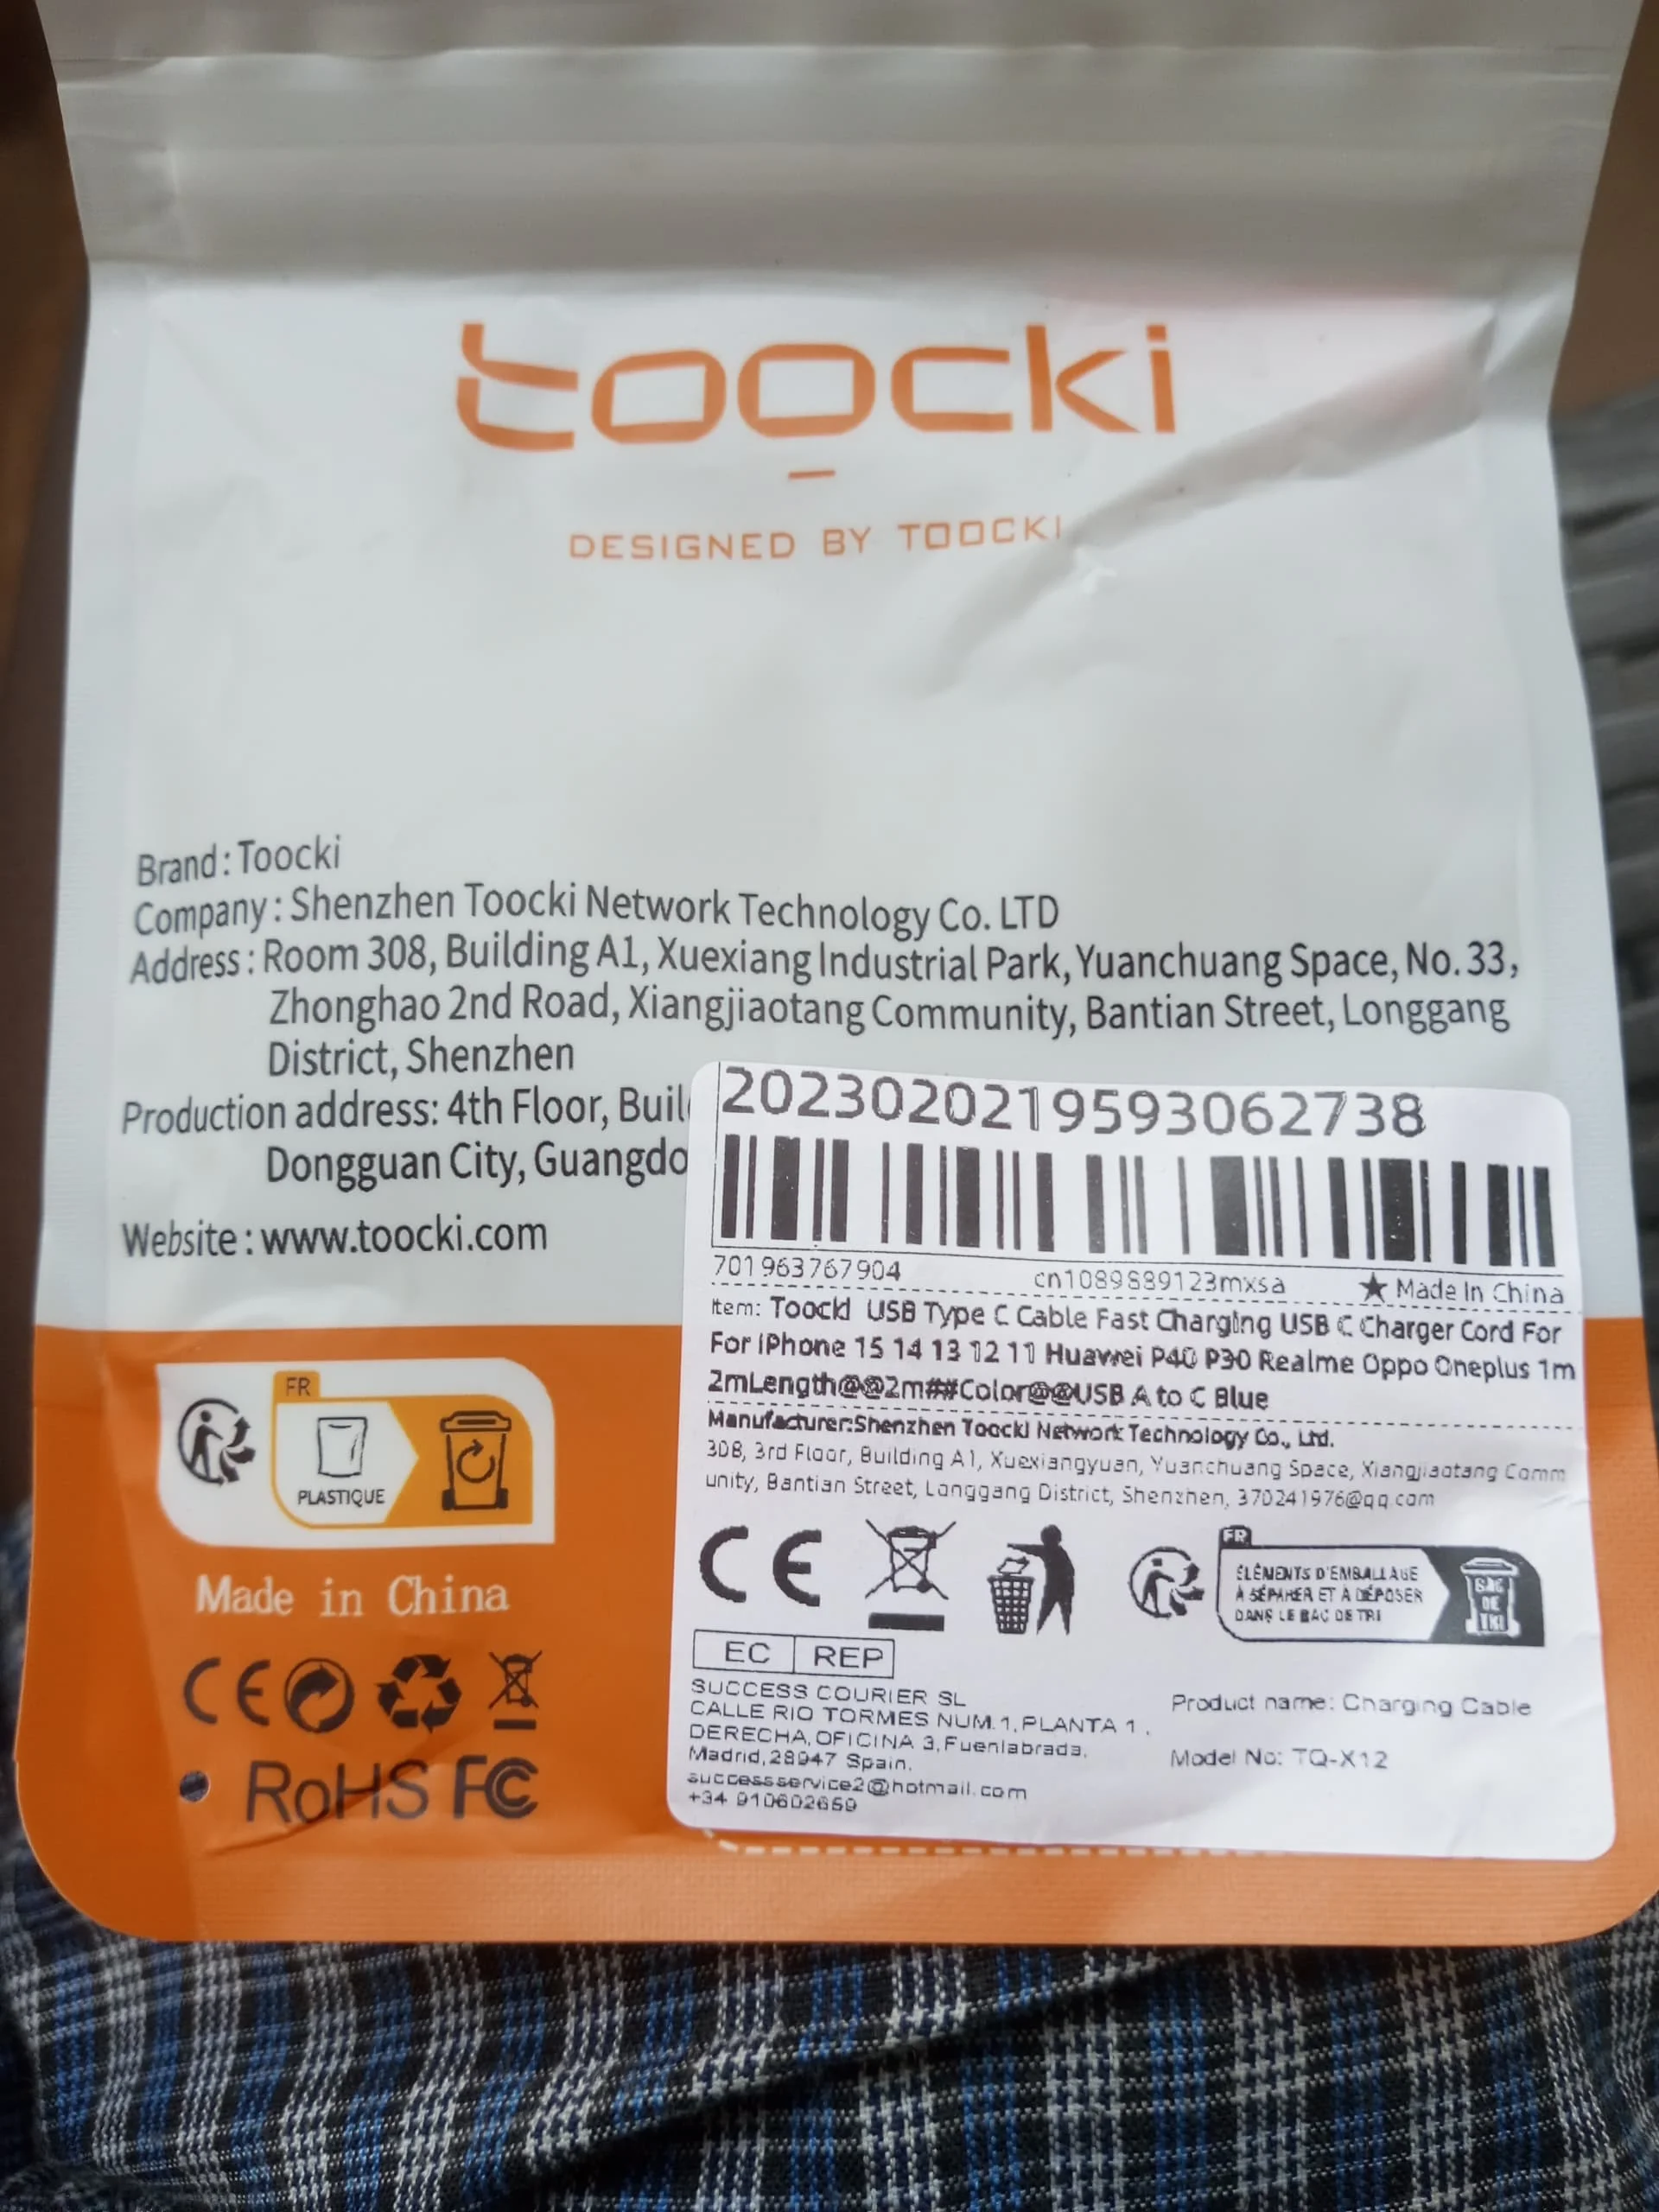 toocki
DESIGNED BY TOOCKI
Brand : Toocki
Company : Shenzhen Toocki Network Technology Co. LTD
Address : Room 308, Building A1, Xuexiang Industrial Park, Yuanchuang Space, No. 33,
Zhonghao 2nd Road, Xiangjiaotang Community, Bantian Street, Longgang
District, Shenzhen
Production address: 4th Floor,
Dongguan City,
Website : www.toocki.com
FR
PLASTIQUE
Made in China
CE
RoHS FC
2023020219593062738
701963767904 cn1089889123mxsa ★ Made In China
Item: Toocki USB Type C Cable Fast Charging USB C Charger Cord For
For iPhone 15 14 13 12 11 Huawei P40 P30 Realme Oppo Oneplus 1m
2mLength@@2m##Color@@USB A to C Blue
Manufacturer:Shenzhen Toocki Network Technology Co., Ltd.
308, 3rd Floor, Building A1, Xuexiangyuan, Yuanchuang Space, Xiangjiaotang Comm
unity, Bantian Street, Longgang District, Shenzhen, 370241976@qq.com
CE
FR
ÉLÉMENTS D'EMBALLAGE
À SÉPARER ET À DÉPOSER
DANS LE BAC DE TRI
BAC
DE
TRI
EC REP
SUCCESS COURIER SL
CALLE RIO TORMES NUM.1, PLANTA 1 ,
DERECHA, OFICINA 3, Fuenlabrada,
Madrid, 28947 Spain.
successservice2@hotmail.com
+34 910602659
Product name: Charging Cable
Model No: TQ-X12